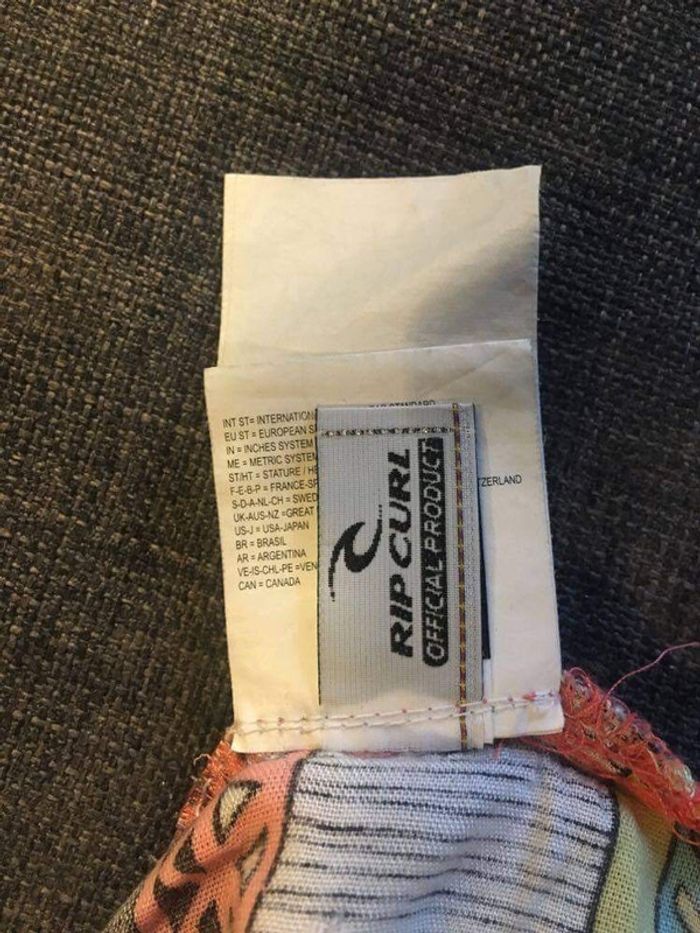 INT ST= INTERNATION
EU ST = EUROPEAN S
IN = INCHES SYSTEM
ME = METRIC SYSTEM
ST/HT = STATURE / HE
F-E-B-P = FRANCE-SP
S-D-A-NL-CH = SWED
TZERLAND
UK-AUS-NZ =GREAT
US-J = USA-JAPAN
BR = BRASIL
AR = ARGENTINA
VE-IS-CHL-PE =VEN
CAN = CANADA
RIP CURL
OFFICIAL PRODUCT